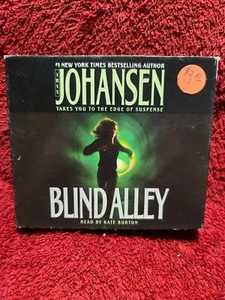 #1 NEW YORK TIMES BESTSELLING AUTHOR
IRIS
JOHANSEN
TAKES YOU TO THE EDGE OF SUSPENSE
BLIND ALLEY
READ BY KATE BURTON